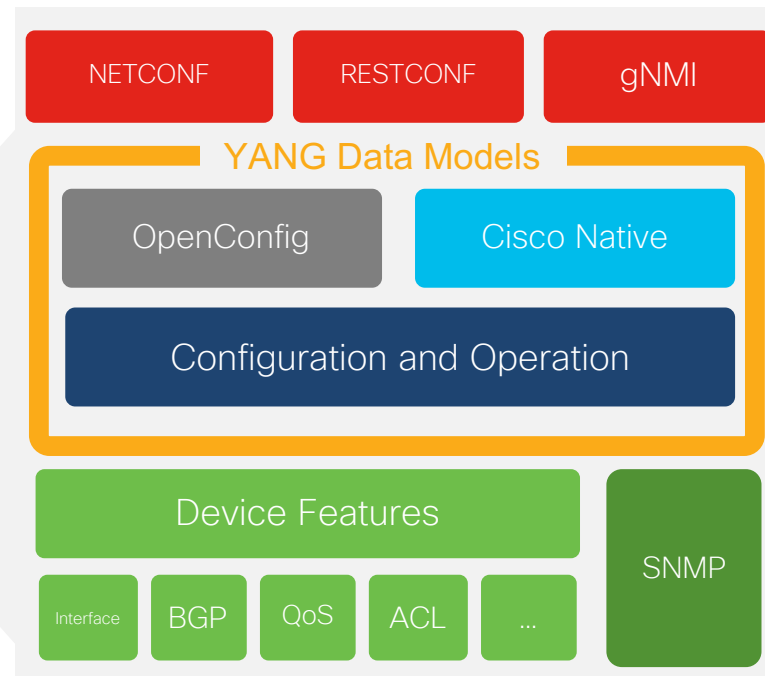 NETCONF
RESTCONF
gNMI
YANG Data Models
OpenConfig
Cisco Native
Configuration and Operation
Device Features
SNMP
Interface
BGP
QoS
ACL
...